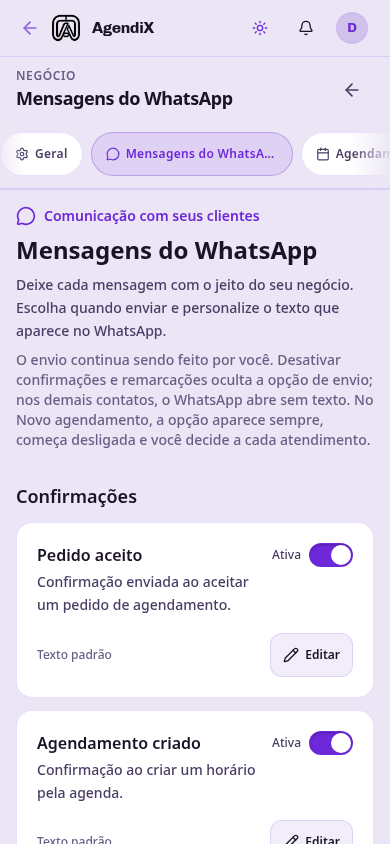 AgendiX
D
NEGÓCIO
Mensagens do WhatsApp
Geral
Mensagens do WhatsA...
Agendam
Comunicação com seus clientes
Mensagens do WhatsApp
Deixe cada mensagem com o jeito do seu negócio.
Escolha quando enviar e personalize o texto que
aparece no WhatsApp.
O envio continua sendo feito por você. Desativar
confirmações e remarcações oculta a opção de envio;
nos demais contatos, o WhatsApp abre sem texto. No
Novo agendamento, a opção aparece sempre,
começa desligada e você decide a cada atendimento.
Confirmações
Pedido aceito
Ativa
Confirmação enviada ao aceitar
um pedido de agendamento.
Texto padrão
Editar
Agendamento criado
Ativa
Confirmação ao criar um horário
pela agenda.
Texto padrão
Editar